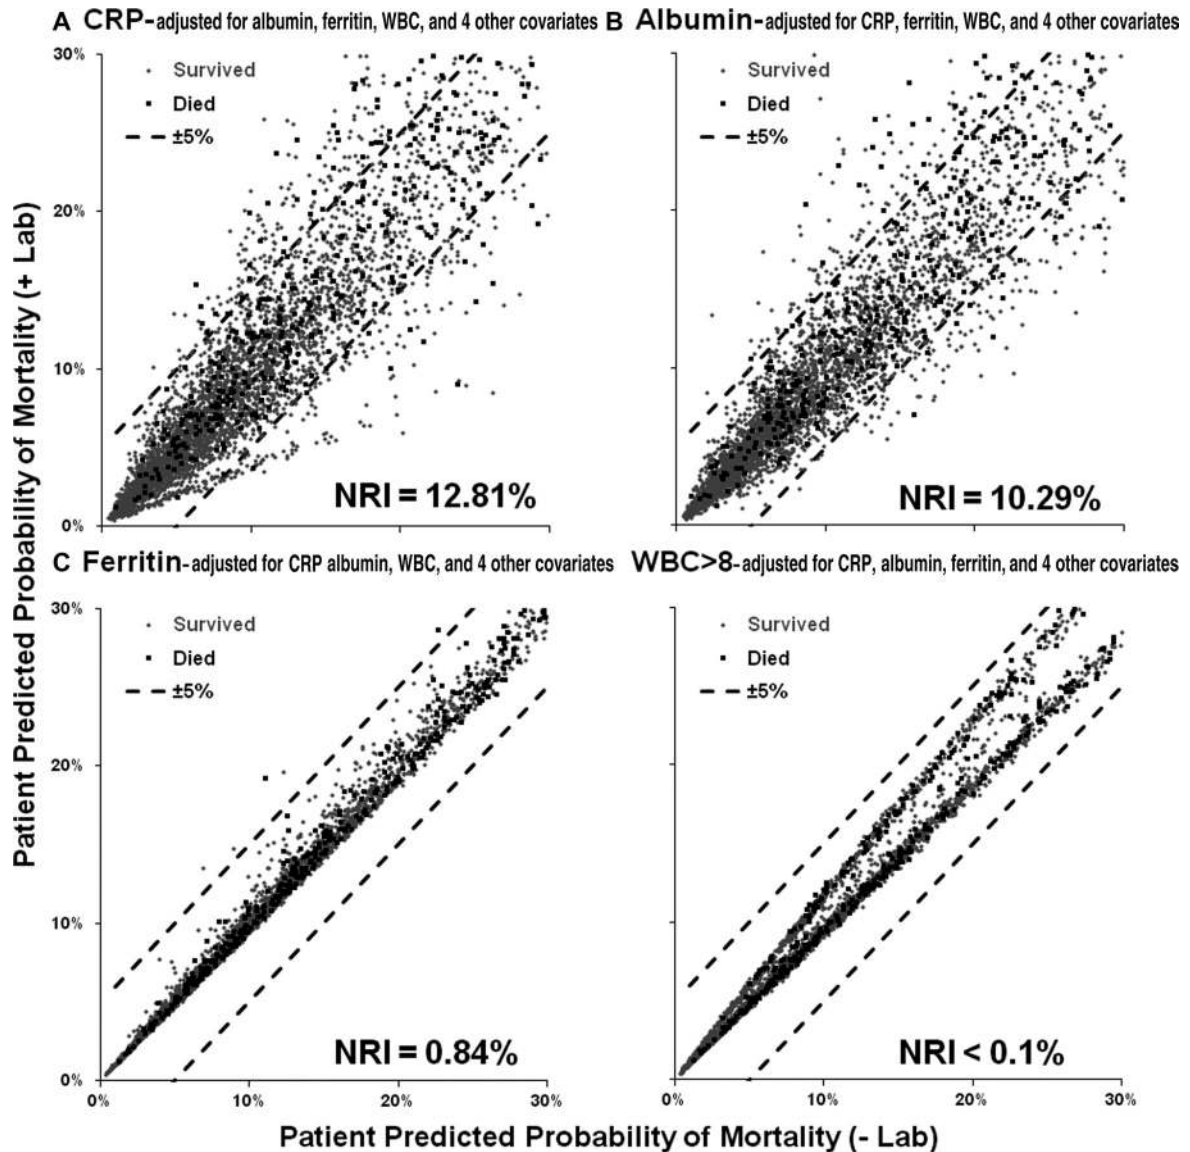 A CRP-adjusted for albumin, ferritin, WBC, and 4 other covariates
B Albumin-adjusted for CRP, ferritin, WBC, and 4 other covariates
30%
Survived
Died
±5%
20%
10%
0%
NRI = 12.81%
Survived
Died
±5%
NRI = 10.29%
C Ferritin-adjusted for CRP albumin, WBC, and 4 other covariates
WBC>8-adjusted for CRP, albumin, ferritin, and 4 other covariates
30%
Survived
Died
±5%
20%
10%
0%
NRI = 0.84%
Survived
Died
±5%
NRI < 0.1%
0% 10% 20% 30%
0% 10% 20% 30%
Patient Predicted Probability of Mortality (+ Lab)
Patient Predicted Probability of Mortality (- Lab)